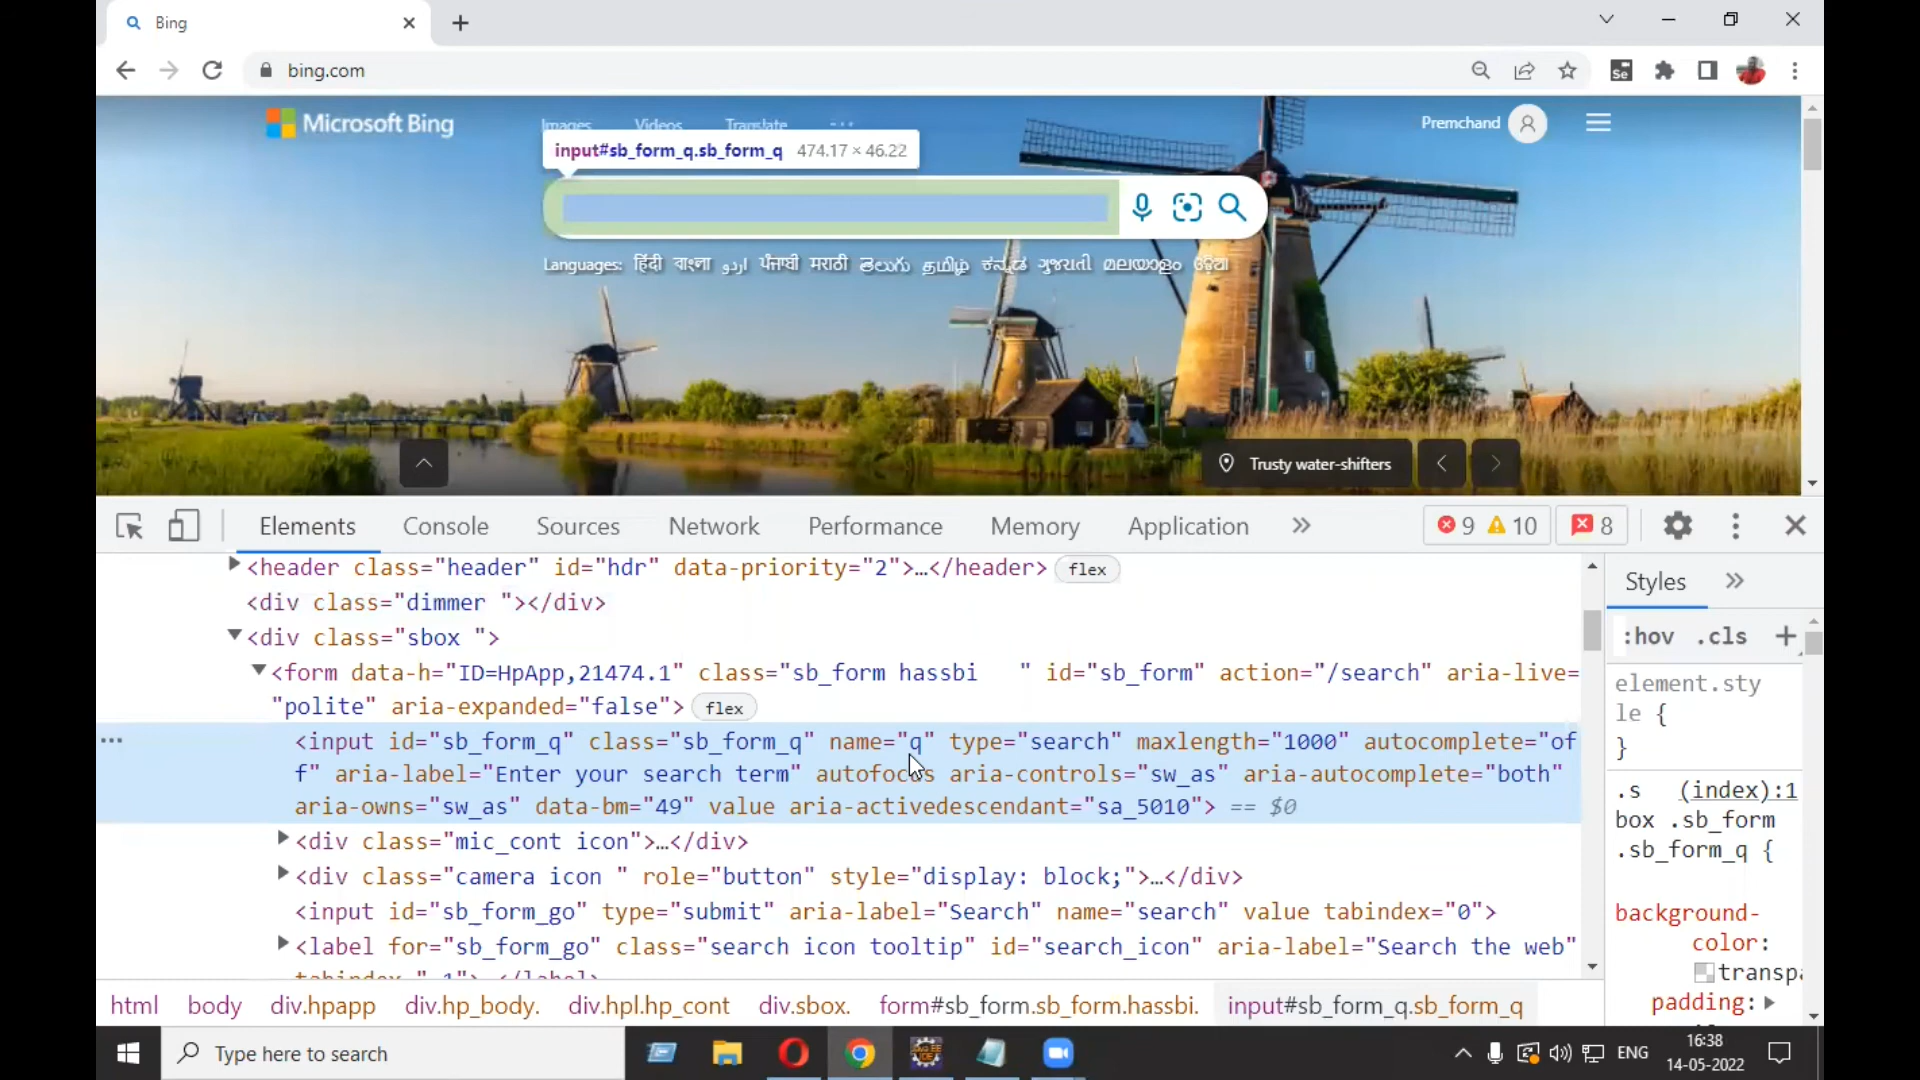 Bing
bing.com
Se
Microsoft Bing
Images Videos Translate ...
Premchand
input#sb_form_q.sb_form_q 474.17 × 46.22
Languages: हिंदी বাংলা اردو ਪੰਜਾਬੀ मराठी తెలుగు தமிழ் ಕನ್ನಡ ગુજરાતી മലയാളം ଓଡ଼ିଆ
Trusty water-shifters
Elements Console Sources Network Performance Memory Application » 9 10 8
<header class="header" id="hdr" data-priority="2">…</header> flex
<div class="dimmer "></div>
<div class="sbox ">
<form data-h="ID=HpApp,21474.1" class="sb_form hassbi   " id="sb_form" action="/search" aria-live=
"polite" aria-expanded="false"> flex
<input id="sb_form_q" class="sb_form_q" name="q" type="search" maxlength="1000" autocomplete="of
f" aria-label="Enter your search term" autofocus aria-controls="sw_as" aria-autocomplete="both"
aria-owns="sw_as" data-bm="49" value aria-activedescendant="sa_5010"> == $0
<div class="mic_cont icon">…</div>
<div class="camera icon " role="button" style="display: block;">…</div>
<input id="sb_form_go" type="submit" aria-label="Search" name="search" value tabindex="0">
<label for="sb_form_go" class="search icon tooltip" id="search_icon" aria-label="Search the web"
Styles »
:hov .cls +
element.sty
le {
}
.s (index):1
box .sb_form
.sb_form_q {
background-
color:
transpa
padding:
html body div.hpapp div.hp_body. div.hpl.hp_cont div.sbox. form#sb_form.sb_form.hassbi. input#sb_form_q.sb_form_q
Type here to search
ENG
16:38
14-05-2022